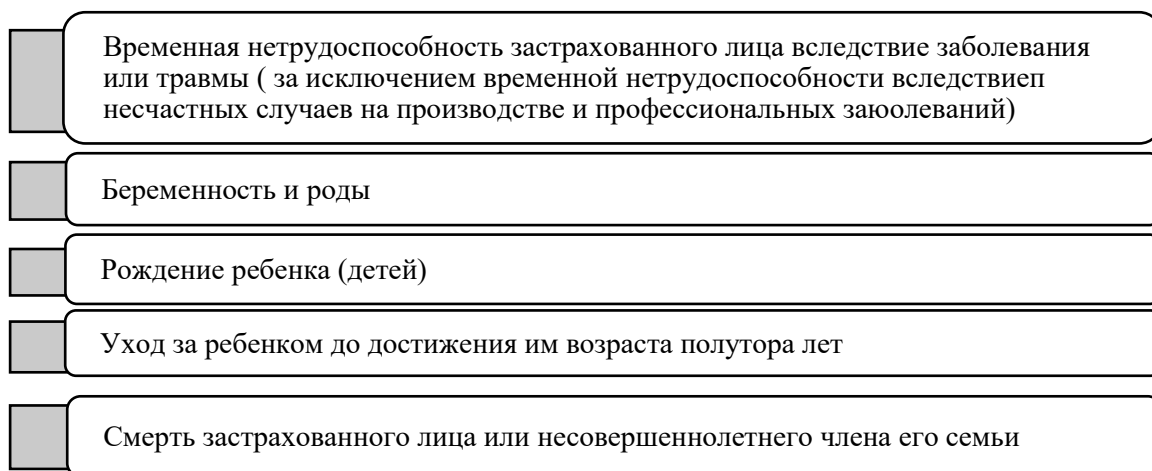 Временная нетрудоспособность застрахованного лица вследствие заболевания
или травмы ( за исключением временной нетрудоспособности вследствиеп
несчастных случаев на производстве и профессиональных заюолеваний)
Беременность и роды
Рождение ребенка (детей)
Уход за ребенком до достижения им возраста полутора лет
Смерть застрахованного лица или несовершеннолетнего члена его семьи